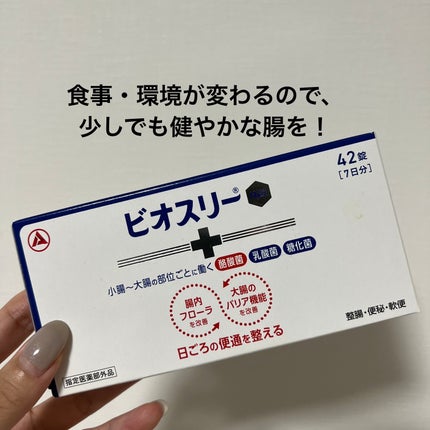 食事・環境が変わるので、
少しでも健やかな腸を！
42錠
[7日分]
ビオスリー®
小腸〜大腸の部位ごとに働く 酪酸菌 乳酸菌 糖化菌
腸内
フローラ
を改善
大腸の
バリア機能
を改善
日ごろの便通を整える
整腸・便秘・軟便
指定医薬部外品